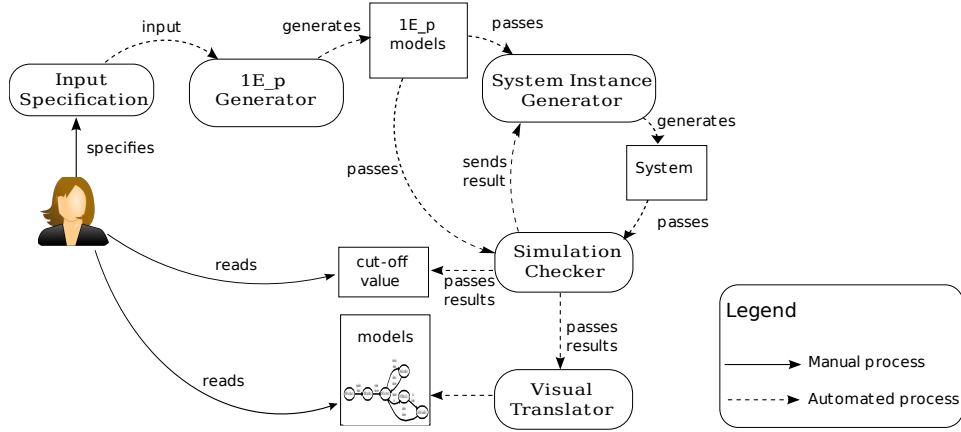 input
generates
1E_p
models
passes
Input
Specification
1E_p
Generator
System Instance
Generator
specifies
generates
passes
sends
result
System
passes
reads
cut-off
value
passes
results
Simulation
Checker
passes
results
models
reads
Visual
Translator
Legend
Manual process
Automated process